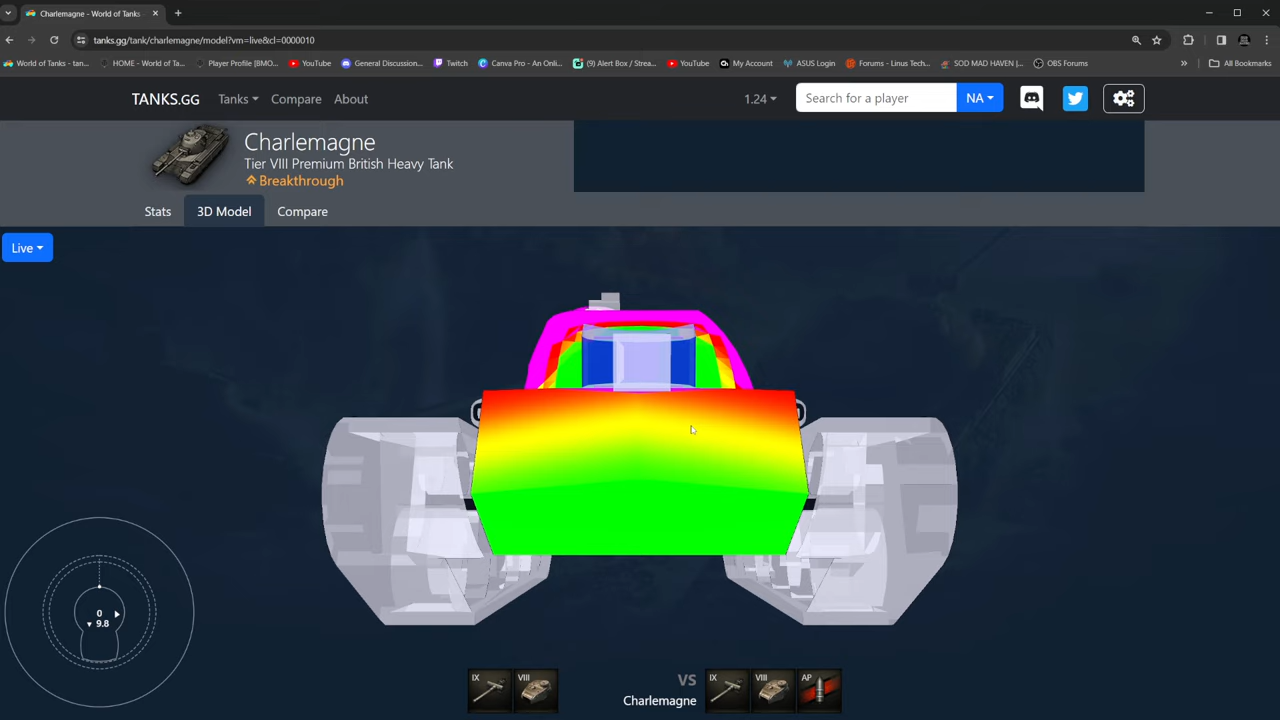 Charlemagne - World of Tanks
tanks.gg/tank/charlemagne/model?vm=live&cl=0000010
World of Tanks - tan...
HOME - World of Ta...
Player Profile [BMO...
YouTube
General Discussion...
Twitch
Canva Pro - An Onli...
(9) Alert Box / Strea...
YouTube
My Account
ASUS Login
Forums - Linus Tech...
SOD MAD HAVEN |...
OBS Forums
All Bookmarks
TANKS.GG
Tanks
Compare
About
1.24
Search for a player
NA
Charlemagne
Tier VIII Premium British Heavy Tank
Breakthrough
Stats
3D Model
Compare
Live
0
9.8
IX
VIII
VS
Charlemagne
IX
VIII
AP